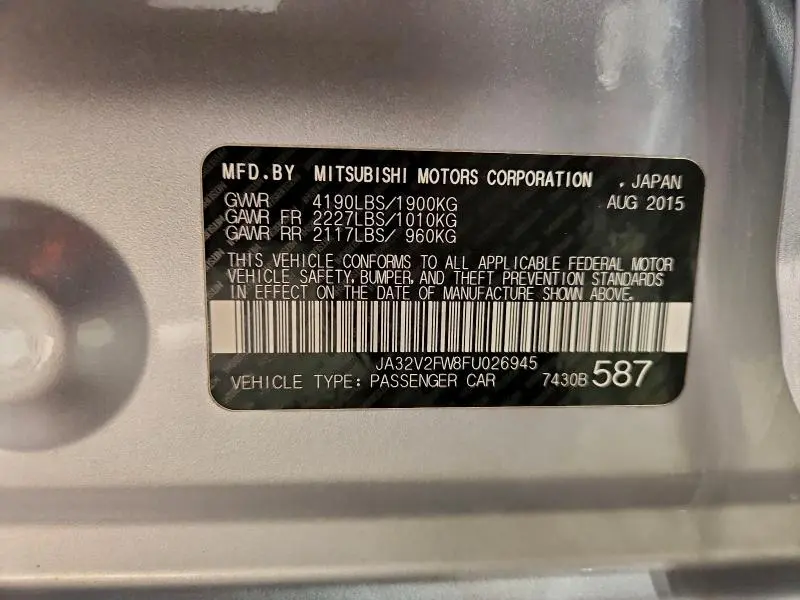 MFD.BY MITSUBISHI MOTORS CORPORATION , JAPAN
AUG 2015
GVWR 4190LBS/1900KG
GAWR FR 2227LBS/1010KG
GAWR RR 2117LBS/ 960KG
THIS VEHICLE CONFORMS TO ALL APPLICABLE FEDERAL MOTOR
VEHICLE SAFETY, BUMPER, AND THEFT PREVENTION STANDARDS
IN EFFECT ON THE DATE OF MANUFACTURE SHOWN ABOVE.
JA32V2FW8FU026945
VEHICLE TYPE: PASSENGER CAR 7430B 587